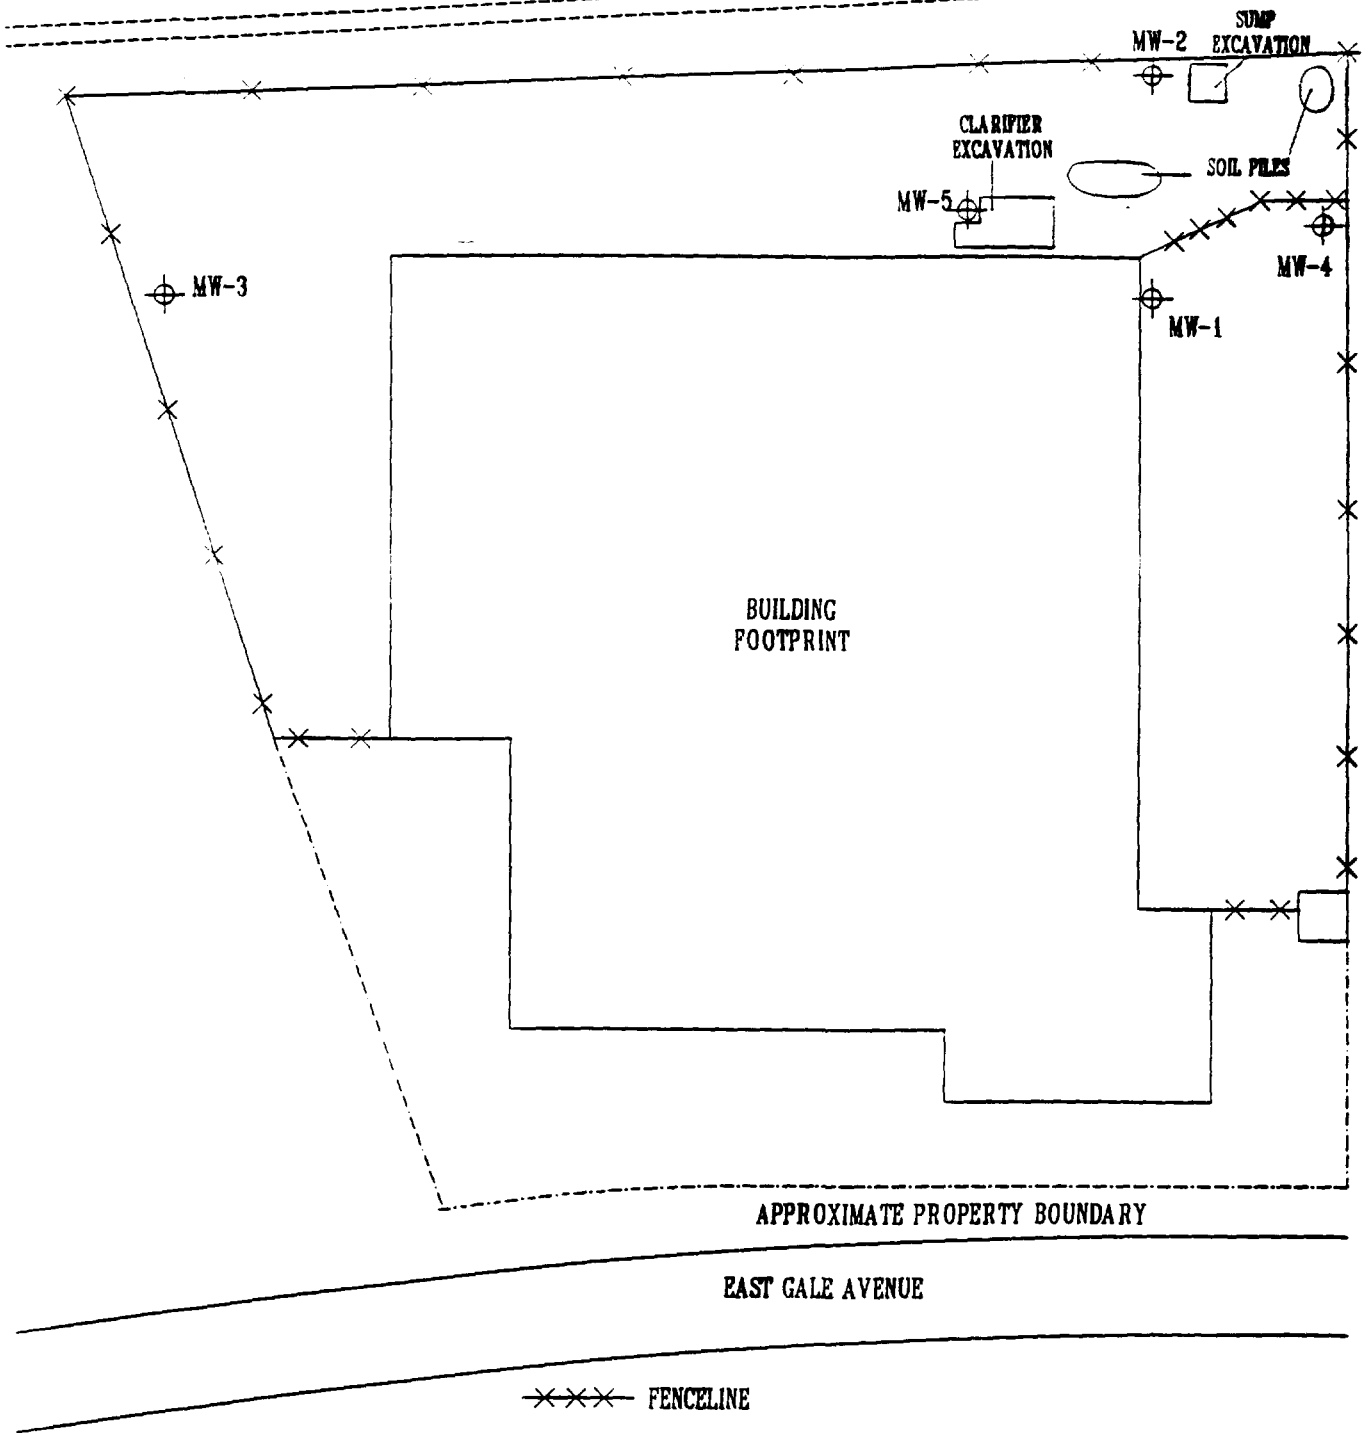 SUMP
EXCAVATION
MW-2
CLARIFIER
EXCAVATION
SOIL PILES
MW-5
MW-4
MW-3
MW-1
BUILDING
FOOTPRINT
APPROXIMATE PROPERTY BOUNDARY
EAST GALE AVENUE
FENCELINE